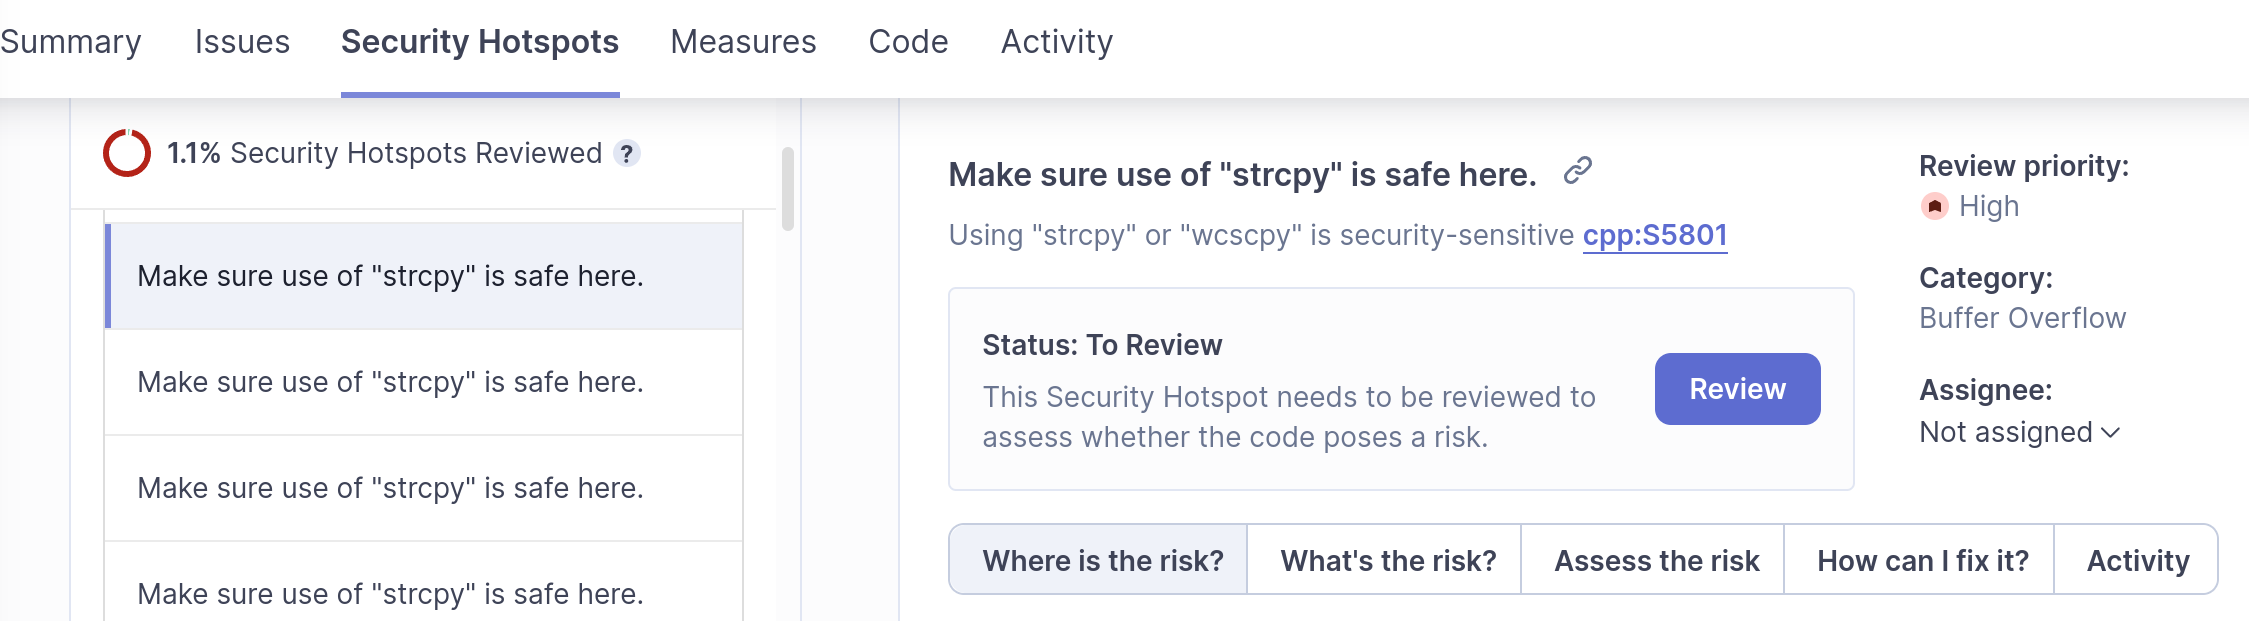 Summary Issues Security Hotspots Measures Code Activity
1.1% Security Hotspots Reviewed ?
Make sure use of "strcpy" is safe here.
Make sure use of "strcpy" is safe here.
Make sure use of "strcpy" is safe here.
Make sure use of "strcpy" is safe here.
Make sure use of "strcpy" is safe here.
Using "strcpy" or "wcscpy" is security-sensitive cpp:S5801
Status: To Review
This Security Hotspot needs to be reviewed to
assess whether the code poses a risk.
Review
Review priority:
High
Category:
Buffer Overflow
Assignee:
Not assigned
Where is the risk? What's the risk? Assess the risk How can I fix it? Activity